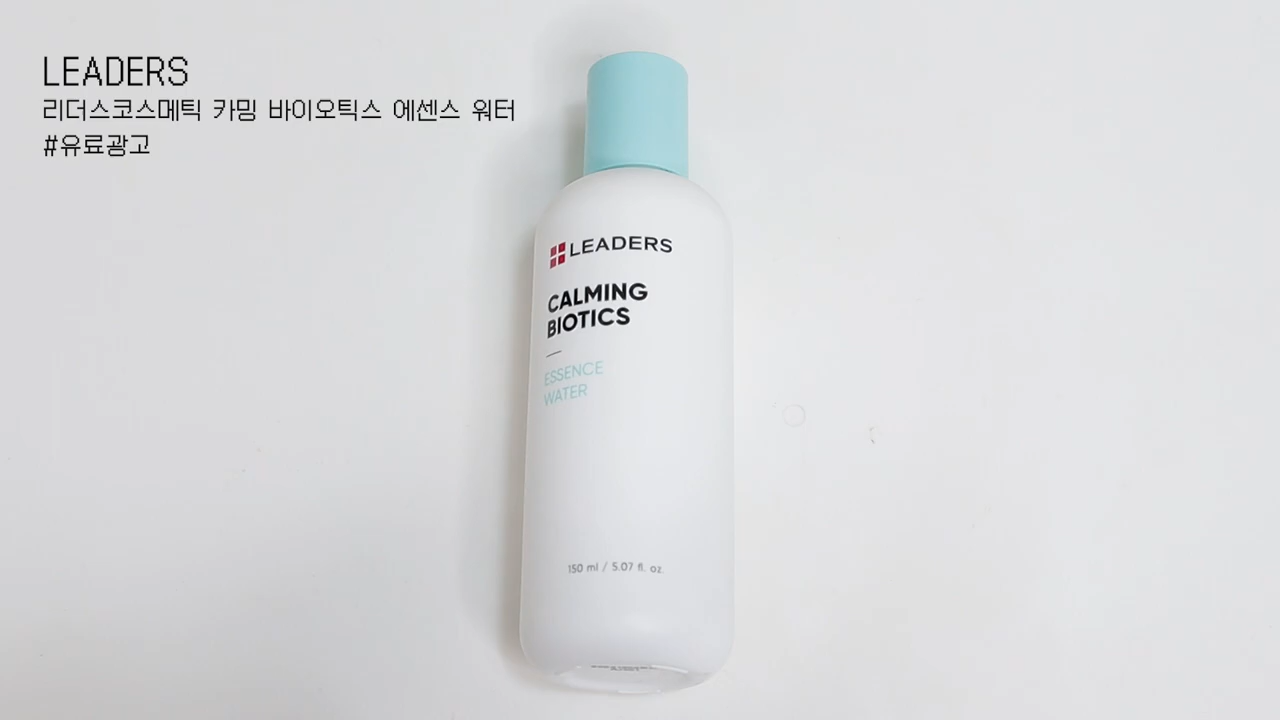 LEADERS
리더스코스메틱 카밍 바이오틱스 에센스 워터
#유료광고
LEADERS
CALMING
BIOTICS
ESSENCE
WATER
150 ml / 5.07 fl. oz.